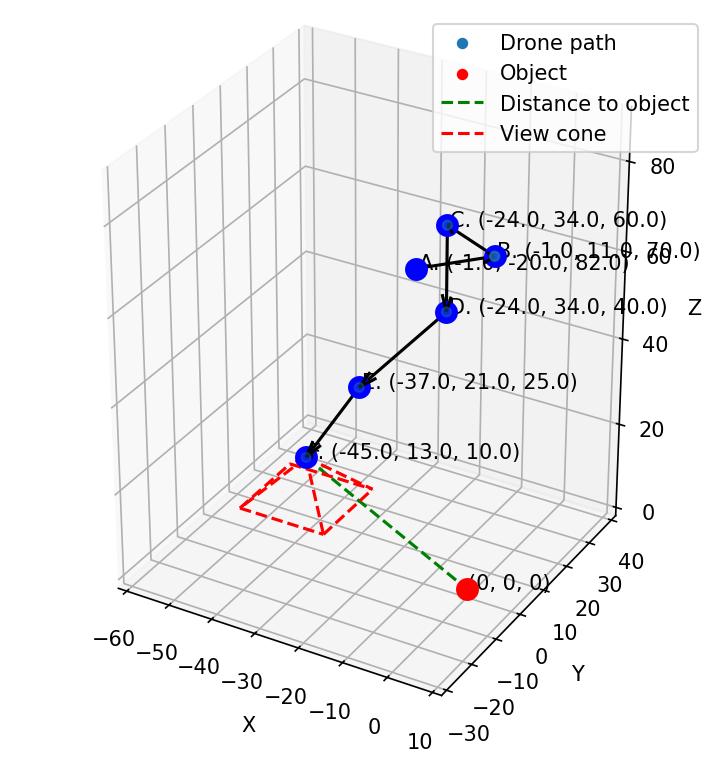 Drone path
Object
Distance to object
View cone
C. (-24.0, 34.0, 60.0)
B. (-1.0, 11.0, 70.0)
A. (-1.0, -20.0, 82.0)
D. (-24.0, 34.0, 40.0)
(-37.0, 21.0, 25.0)
(-45.0, 13.0, 10.0)
(0, 0, 0)
80
60
Z
40
20
0
40
30
20
10
0
−10
−20
−30
Y
−60
−50
−40
−30
−20
−10
0
10
X